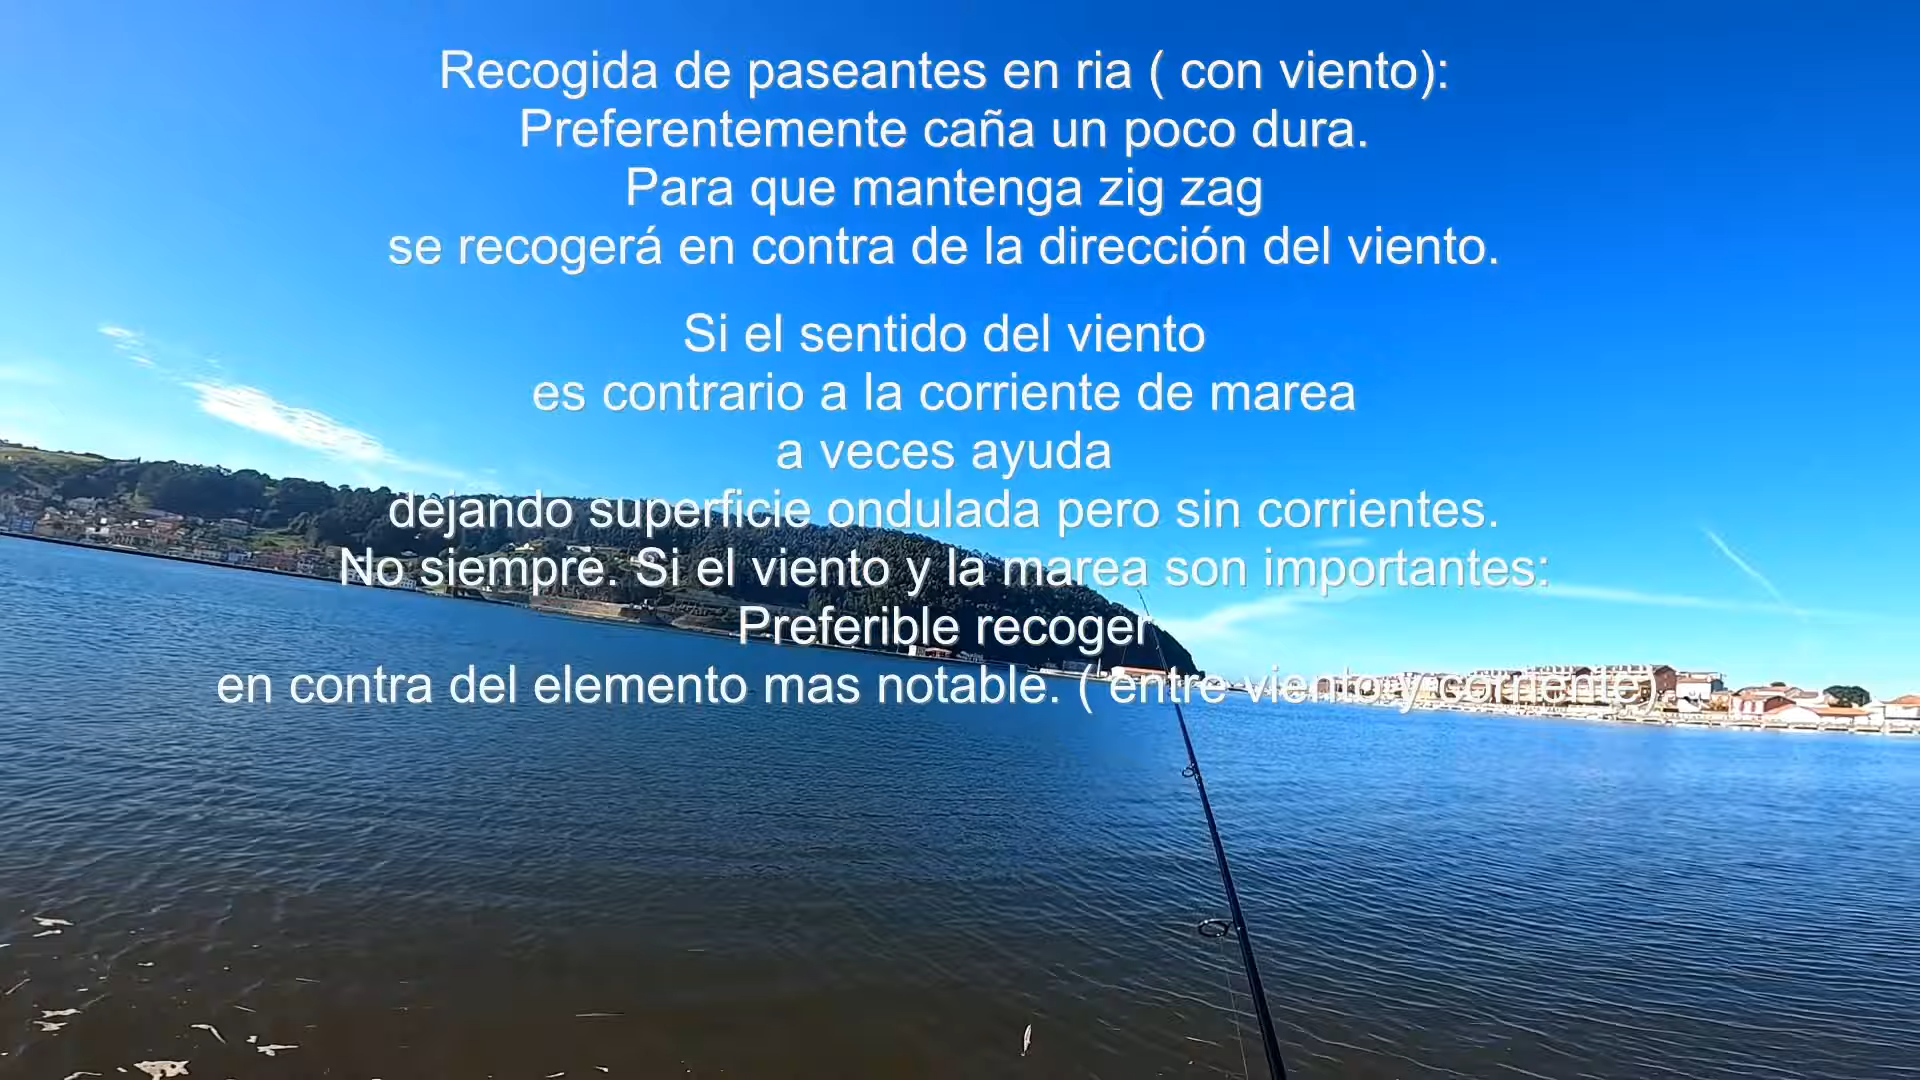 Recogida de paseantes en ria ( con viento):
Preferentemente caña un poco dura.
Para que mantenga zig zag
se recogerá en contra de la dirección del viento.
Si el sentido del viento
es contrario a la corriente de marea
a veces ayuda
dejando superficie ondulada pero sin corrientes.
No siempre. Si el viento y la marea son importantes:
Preferible recoger
en contra del elemento mas notable. ( entre viento y corriente)